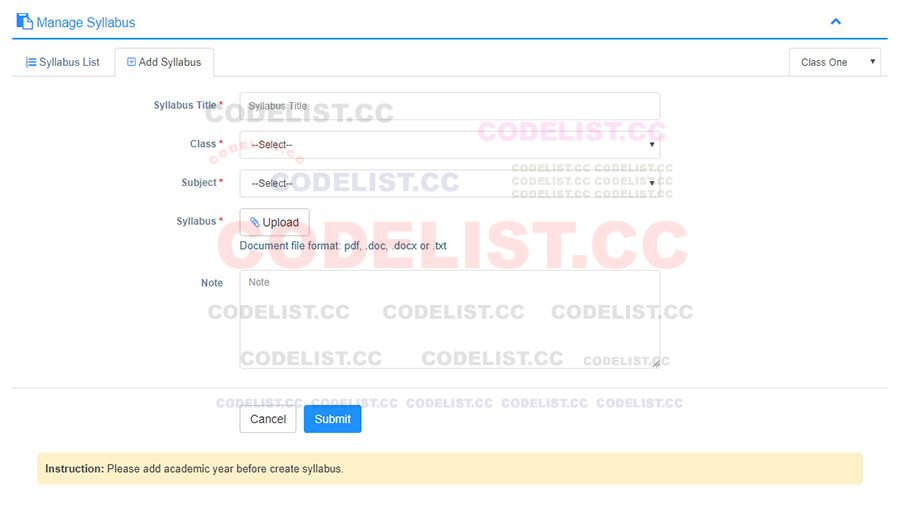 Manage Syllabus
Syllabus List
Add Syllabus
Class One
Syllabus Title *
Syllabus Title
CODELIST.CC
CODELIST.CC
Class *
--Select--
CODELIST.CC
CODELIST.CC CODELIST.CC
CODELIST.CC CODELIST.CC
CODELIST.CC CODELIST.CC
Subject *
--Select--
CODELIST.CC
Syllabus *
Upload
CODELIST.CC
Document file format: pdf, .doc, .docx or .txt
Note
Note
CODELIST.CC CODELIST.CC CODELIST.CC
CODELIST.CC CODELIST.CC CODELIST.CC
CODELIST.CC CODELIST.CC CODELIST.CC CODELIST.CC CODELIST.CC
Cancel
Submit
Instruction: Please add academic year before create syllabus.